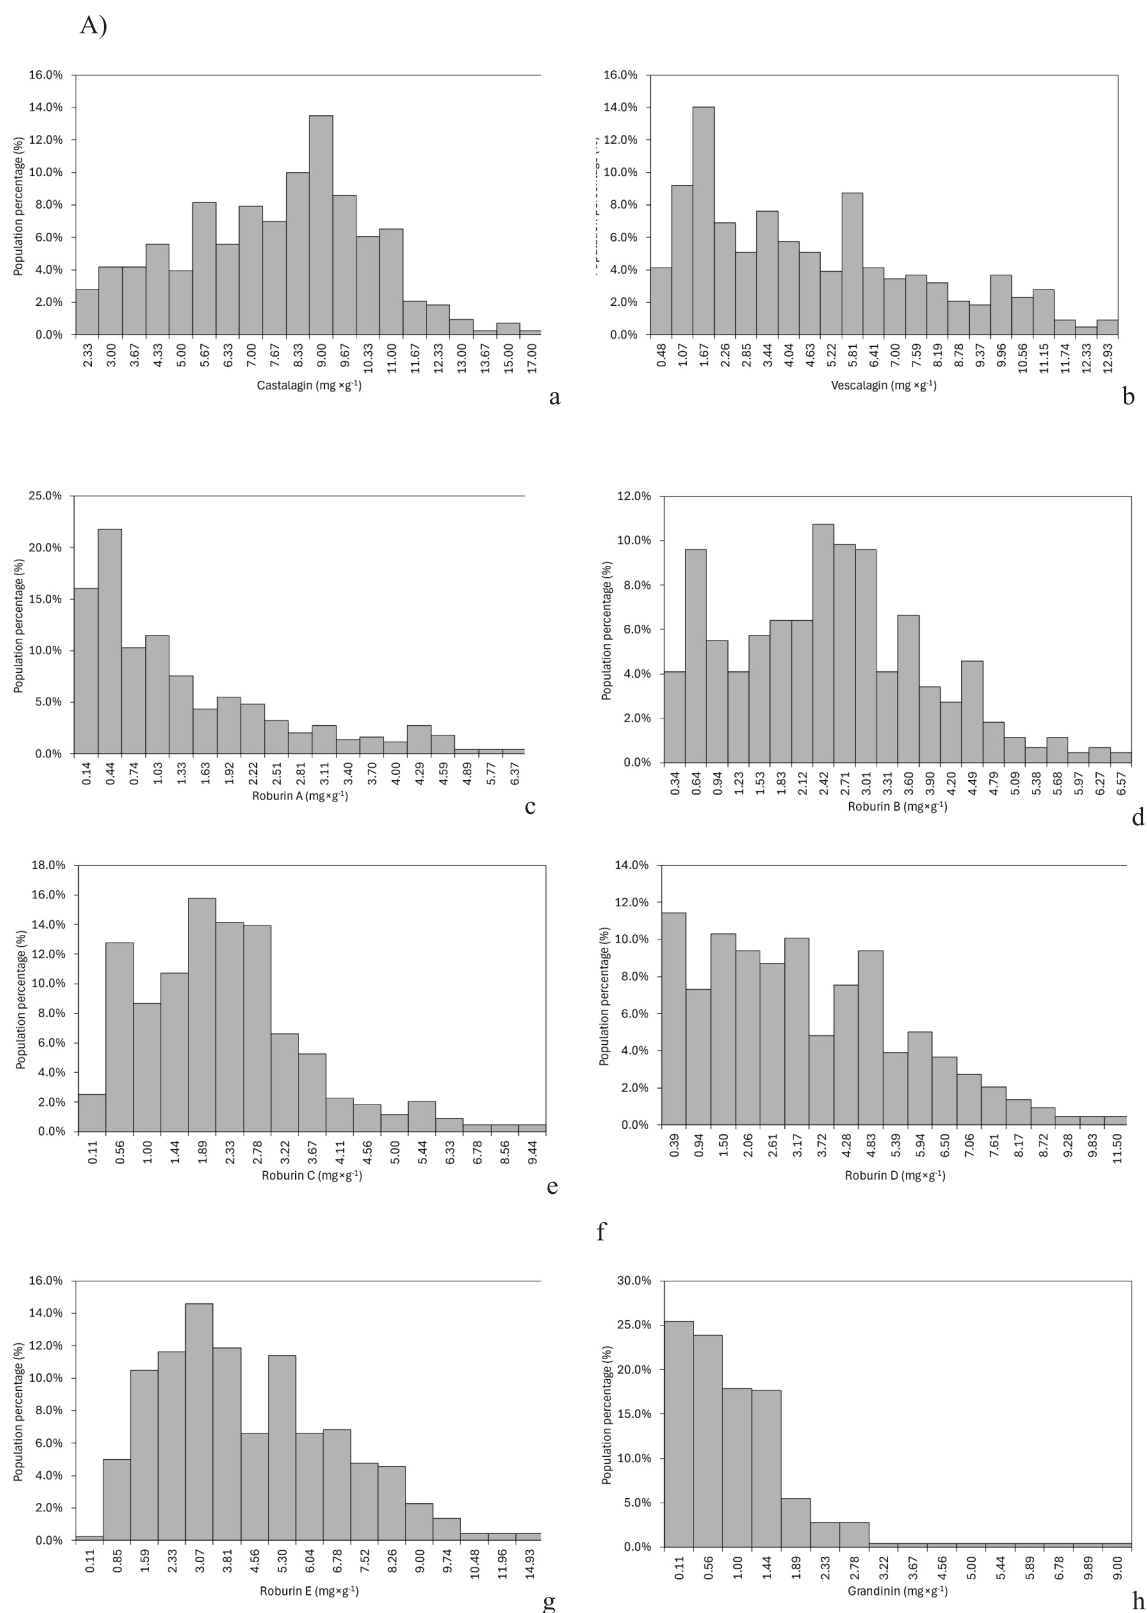 A)
16.0%
14.0%
12.0%
10.0%
8.0%
6.0%
4.0%
2.0%
0.0%
Population percentage (%)
2.33 3.00 3.67 4.33 5.00 5.67 6.33 7.00 7.67 8.33 9.00 9.67 10.33 11.00 11.67 12.33 13.00 13.67 15.00 17.00
Castalagin (mg ×g-1)
a
16.0%
14.0%
12.0%
10.0%
8.0%
6.0%
4.0%
2.0%
0.0%
0.48 1.07 1.67 2.26 2.85 3.44 4.04 4.63 5.22 5.81 6.41 7.00 7.59 8.19 8.78 9.37 9.96 10.56 11.15 11.74 12.33 12.93
Vescalagin (mg ×g-1)
b
25.0%
20.0%
15.0%
10.0%
5.0%
0.0%
Population percentage (%)
0.14 0.44 0.74 1.03 1.33 1.63 1.92 2.22 2.51 2.81 3.11 3.40 3.70 4.00 4.29 4.59 4.89 5.77 6.37
Roburin A (mg×g-1)
c
12.0%
10.0%
8.0%
6.0%
4.0%
2.0%
0.0%
Population percentage (%)
0.34 0.64 0.94 1.23 1.53 1.83 2.12 2.42 2.71 3.01 3.31 3.60 3.90 4.20 4.49 4.79 5.09 5.38 5.68 5.97 6.27 6.57
Roburin B (mg×g-1)
d
18.0%
16.0%
14.0%
12.0%
10.0%
8.0%
6.0%
4.0%
2.0%
0.0%
Population percentage (%)
0.11 0.56 1.00 1.44 1.89 2.33 2.78 3.22 3.67 4.11 4.56 5.00 5.44 6.33 6.78 8.56 9.44
Roburin C (mg×g-1)
e
14.0%
12.0%
10.0%
8.0%
6.0%
4.0%
2.0%
0.0%
Population percentage (%)
0.39 0.94 1.50 2.06 2.61 3.17 3.72 4.28 4.83 5.39 5.94 6.50 7.06 7.61 8.17 8.72 9.28 9.83 11.50
Roburin D (mg×g-1)
f
16.0%
14.0%
12.0%
10.0%
8.0%
6.0%
4.0%
2.0%
0.0%
Population percentage (%)
0.11 0.85 1.59 2.33 3.07 3.81 4.56 5.30 6.04 6.78 7.52 8.26 9.00 9.74 10.48 11.96 14.93
Roburin E (mg×g-1)
g
30.0%
25.0%
20.0%
15.0%
10.0%
5.0%
0.0%
Population percentage (%)
0.11 0.56 1.00 1.44 1.89 2.33 2.78 3.22 3.67 4.56 5.00 5.44 5.89 6.78 9.89 9.00
Grandinin (mg×g-1)
h